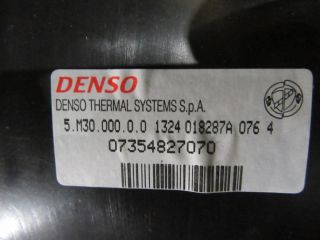 DENSO
DENSO THERMAL SYSTEMS S.p.A.
5.M30.000.0.0 1324 018287A 076 4
07354827070